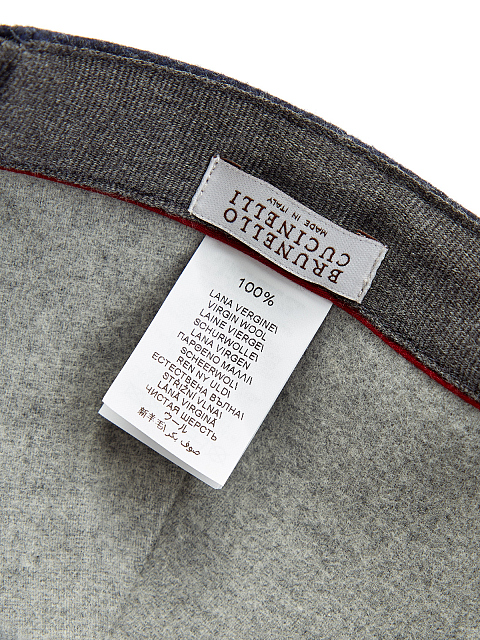 BRUNELLO
CUCINELLI
MADE IN ITALY
100%
LANA VERGINE\
VIRGIN WOOL\
LAINE VIERGE\
SCHURWOLLE\
LANA VIRGEN\
ΠΑΡΘΕΝΟ ΜΑΛΛΙ\
SCHEERWOL\
REN NY ULD\
ЕСТЕСТВЕНА ВЪЛНА\
STŘIŽNÍ VLNA\
LÂNA VIRGINA\
ЧИСТАЯ ШЕРСТЬ
ウール\
新羊毛\
صوف بكر\